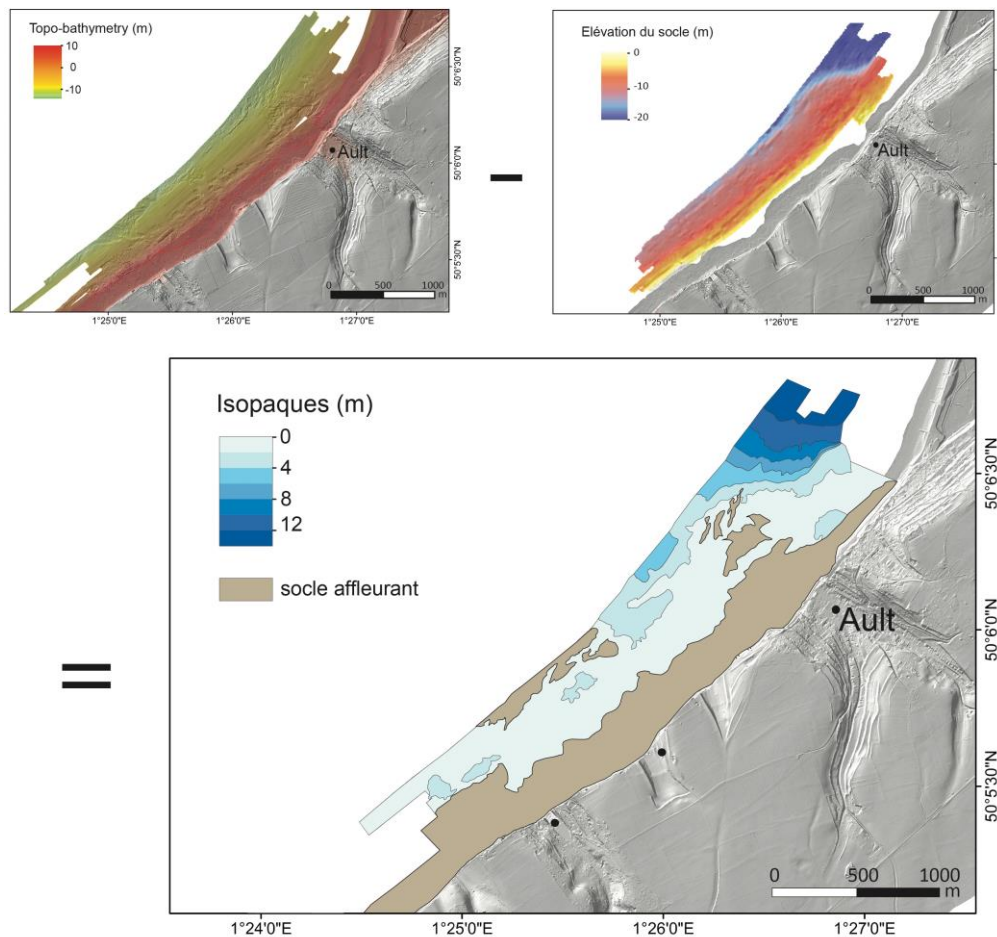 Topo-bathymetry (m)
10
0
-10
Ault
0 500 1000
m
50°6'30"N
50°6'0"N
50°5'30"N
1°25'0"E 1°26'0"E 1°27'0"E
-
Elévation du socle (m)
0
-10
-20
Ault
0 500 1000
m
1°25'0"E 1°26'0"E 1°27'0"E
=
Isopaques (m)
0
4
8
12
socle affleurant
Ault
50°6'30"N
50°6'0"N
50°5'30"N
0 500 1000
m
1°24'0"E 1°25'0"E 1°26'0"E 1°27'0"E